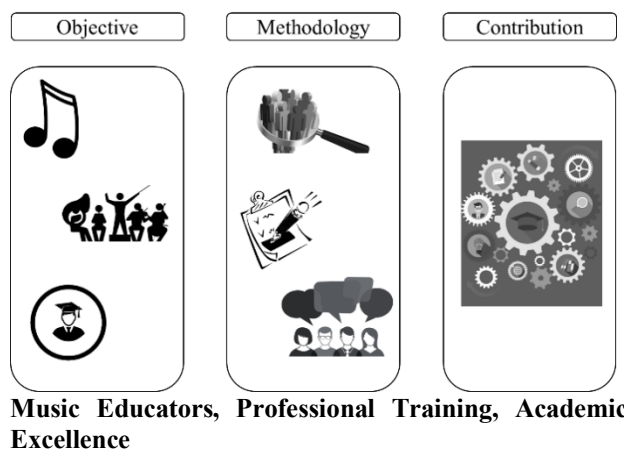 Objective
Methodology
Contribution
Music Educators, Professional Training, Academic
Excellence